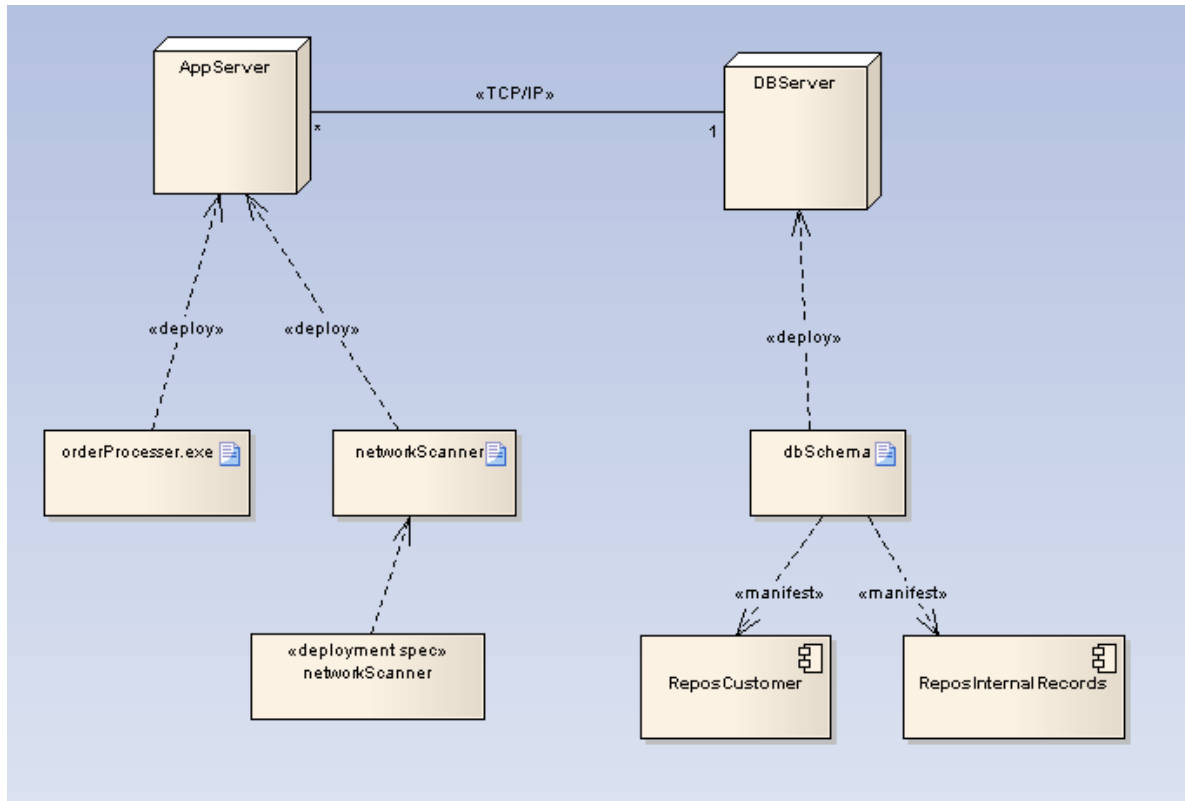 AppServer
DBServer
«TCP/IP»
*
1
«deploy»
«deploy»
«deploy»
orderProcesser.exe
networkScanner
dbSchema
«manifest»
«manifest»
«deployment spec»
networkScanner
ReposCustomer
ReposInternalRecords